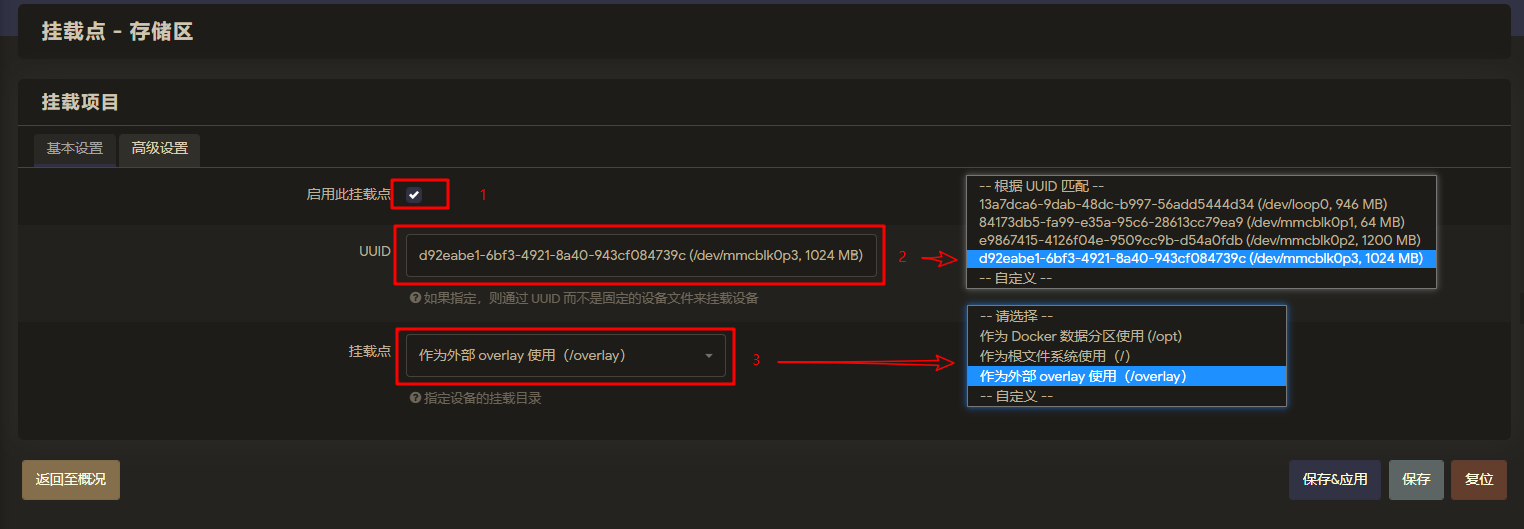 挂载点 - 存储区
挂载项目
基本设置
高级设置
启用此挂载点
1
UUID
d92eabe1-6bf3-4921-8a40-943cf084739c (/dev/mmcblk0p3, 1024 MB)
2
如果指定，则通过 UUID 而不是固定的设备文件来挂载设备
-- 根据 UUID 匹配 --
13a7dca6-9dab-48dc-b997-56add5444d34 (/dev/loop0, 946 MB)
84173db5-fa99-e35a-95c6-28613cc79ea9 (/dev/mmcblk0p1, 64 MB)
e9867415-4126f04e-9509cc9b-d54a0fdb (/dev/mmcblk0p2, 1200 MB)
d92eabe1-6bf3-4921-8a40-943cf084739c (/dev/mmcblk0p3, 1024 MB)
-- 自定义 --
挂载点
作为外部 overlay 使用（/overlay）
3
指定设备的挂载目录
-- 请选择 --
作为 Docker 数据分区使用 (/opt)
作为根文件系统使用（/）
作为外部 overlay 使用（/overlay）
-- 自定义 --
返回至概况
保存&应用
保存
复位